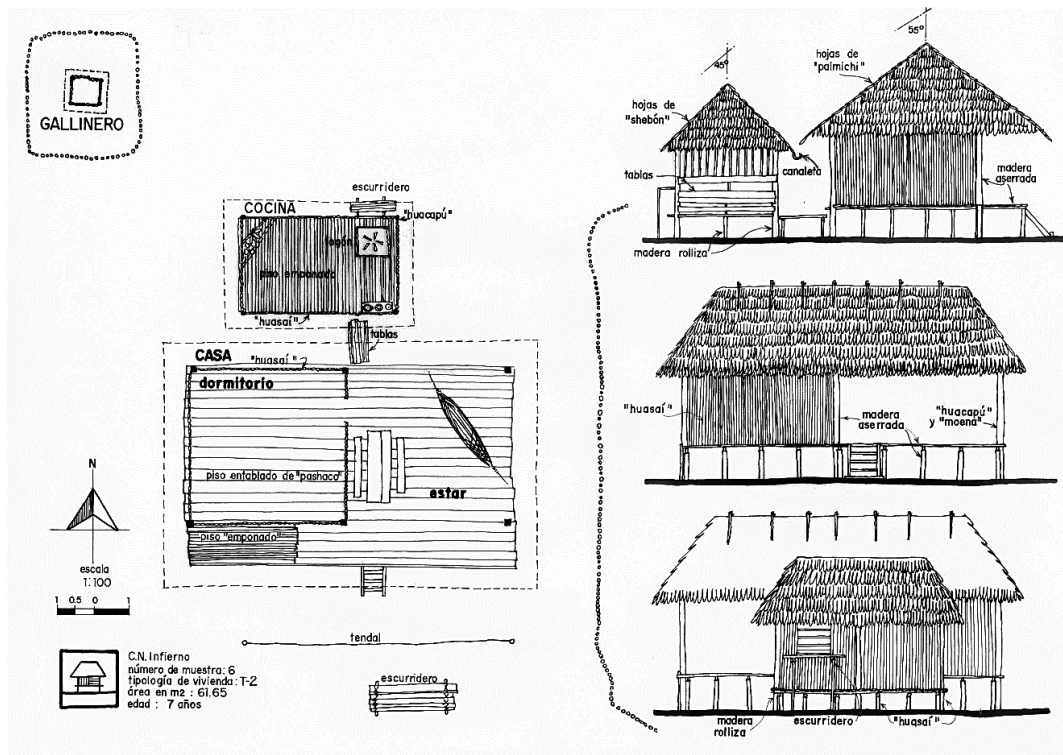 GALLINERO
escurridero
COCINA
"huacapú"
fogón
piso emponado
"huasaí"
tablas
CASA
"huasaí"
dormitorio
piso entablado de "pashaco"
estar
piso "emponado"
N
escala
1:100
1 0.5 0 1
tendal
escurridero
C.N. Infierno
número de muestra: 6
tipología de vivienda: T-2
área en m2 : 61.65
edad : 7 años
45º
55º
hojas de
"palmichi"
hojas de
"shebón"
canaleta
tablas
madera
aserrada
madera rolliza
"huasaí"
madera
aserrada
"huacapú"
y "moena"
madera
rolliza
escurridero
"huasaí"